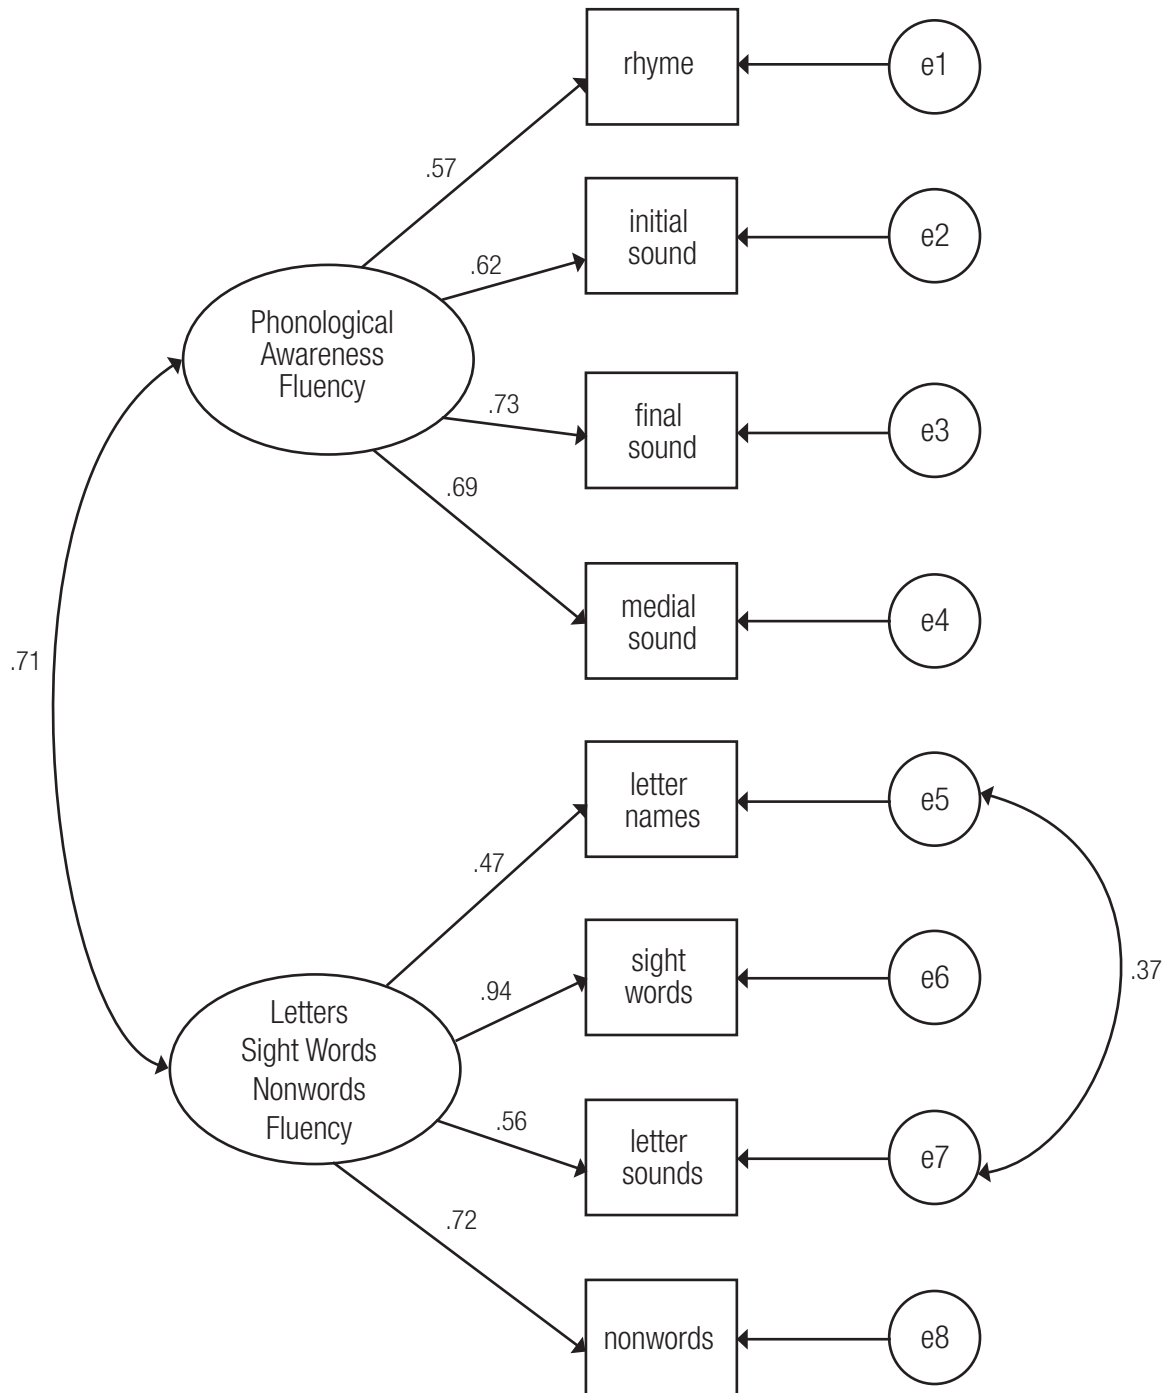 rhyme
e1
.57
initial
sound
e2
.62
Phonological
Awareness
Fluency
.73
final
sound
e3
.69
medial
sound
e4
.71
letter
names
e5
.47
sight
words
e6
.37
.94
Letters
Sight Words
Nonwords
Fluency
.56
letter
sounds
e7
.72
nonwords
e8